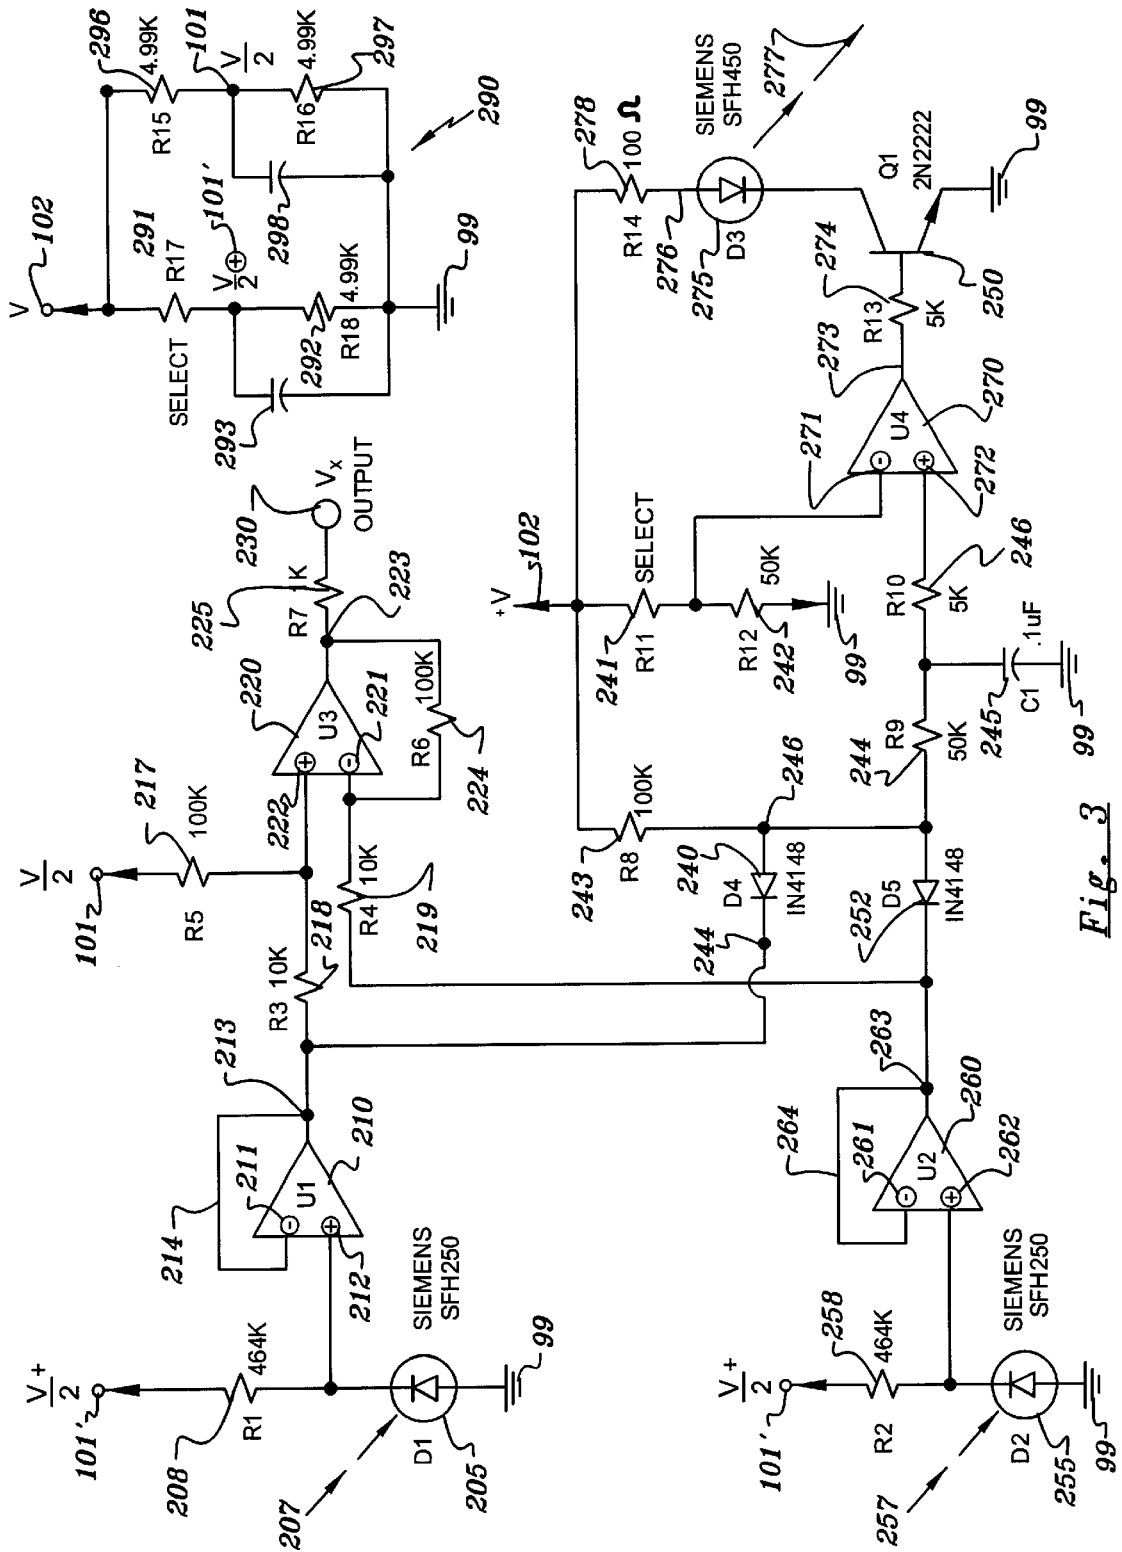 V
102
296
4.99K
R15
101
V/2
4.99K
R16
297
290
291
R17
SELECT
V/2 +
101'
298
292
R18
4.99K
293
99
V/2
101
217
R5
100K
220
222
U3
221
223
225
R7
1K
230
Vx
OUTPUT
R6
100K
224
R4
10K
219
R3
10K
218
213
214
211
U1
210
212
V/2 +
101'
208
R1
464K
SIEMENS
SFH250
D1
207
205
99
+V
102
278
R14
100 Ω
276
275
D3
SIEMENS
SFH450
277
Q1
2N2222
99
250
274
R13
5K
273
271
U4
270
272
241
R11
SELECT
R12
50K
242
99
R10
5K
246
245
C1
.1uF
99
244
R9
50K
243
R8
100K
246
240
D4
IN4148
244
252
D5
IN4148
263
264
261
U2
260
262
V/2 +
101'
258
R2
464K
SIEMENS
SFH250
D2
257
255
99
Fig. 3